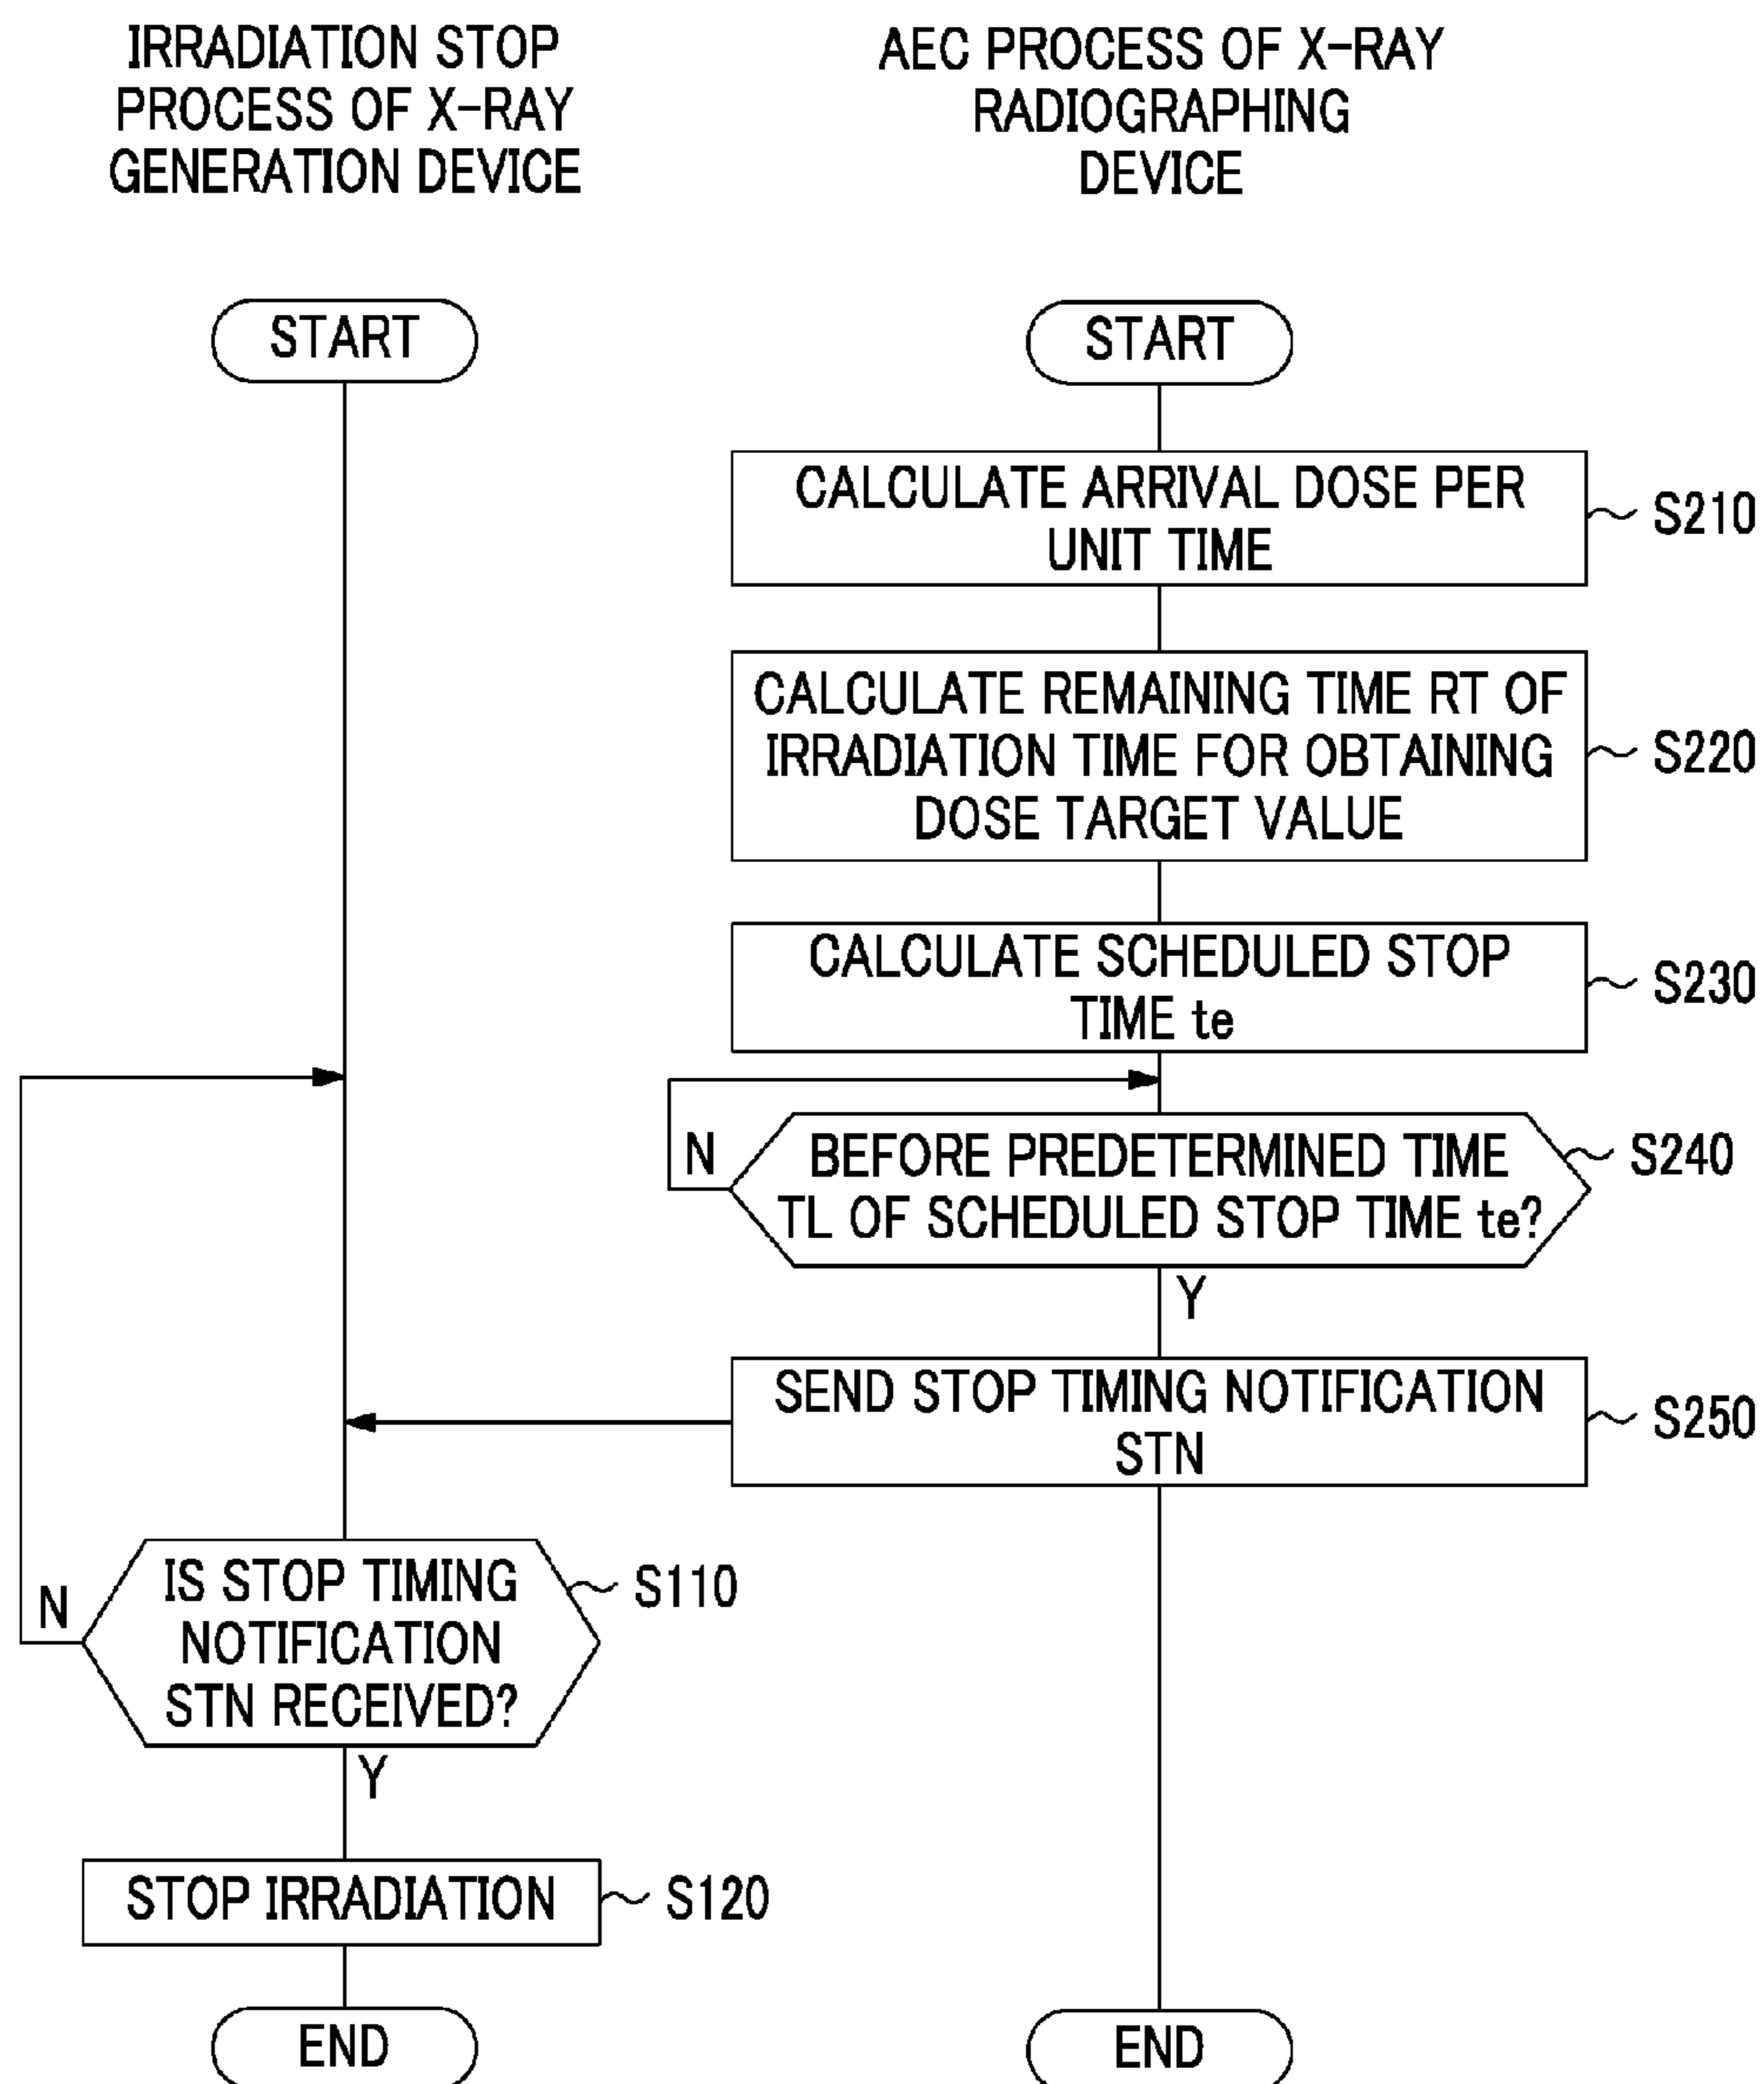 IRRADIATION STOP
PROCESS OF X-RAY
GENERATION DEVICE
AEC PROCESS OF X-RAY
RADIOGRAPHING
DEVICE
START
START
CALCULATE ARRIVAL DOSE PER
UNIT TIME
S210
CALCULATE REMAINING TIME RT OF
IRRADIATION TIME FOR OBTAINING
DOSE TARGET VALUE
S220
CALCULATE SCHEDULED STOP
TIME te
S230
N
BEFORE PREDETERMINED TIME
TL OF SCHEDULED STOP TIME te?
S240
Y
SEND STOP TIMING NOTIFICATION
STN
S250
N
IS STOP TIMING
NOTIFICATION
STN RECEIVED?
S110
Y
STOP IRRADIATION
S120
END
END